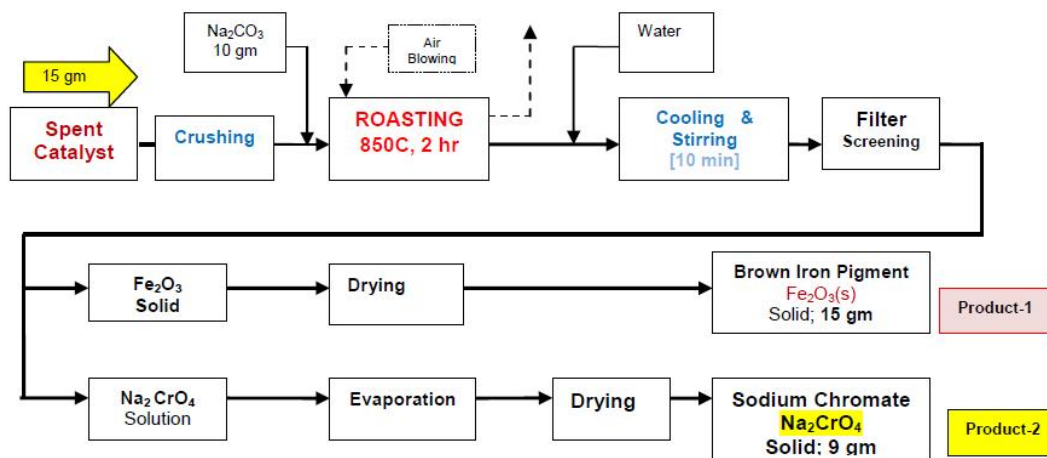 15 gm
Spent
Catalyst
Crushing
Na₂CO₃
10 gm
Air
Blowing
ROASTING
850C, 2 hr
Water
Cooling & 
Stirring
[10 min]
Filter
Screening
Fe₂O₃
Solid
Drying
Brown Iron Pigment
Fe₂O₃(s)
Solid; 15 gm
Product-1
Na₂CrO₄
Solution
Evaporation
Drying
Sodium Chromate
Na₂CrO₄
Solid; 9 gm
Product-2